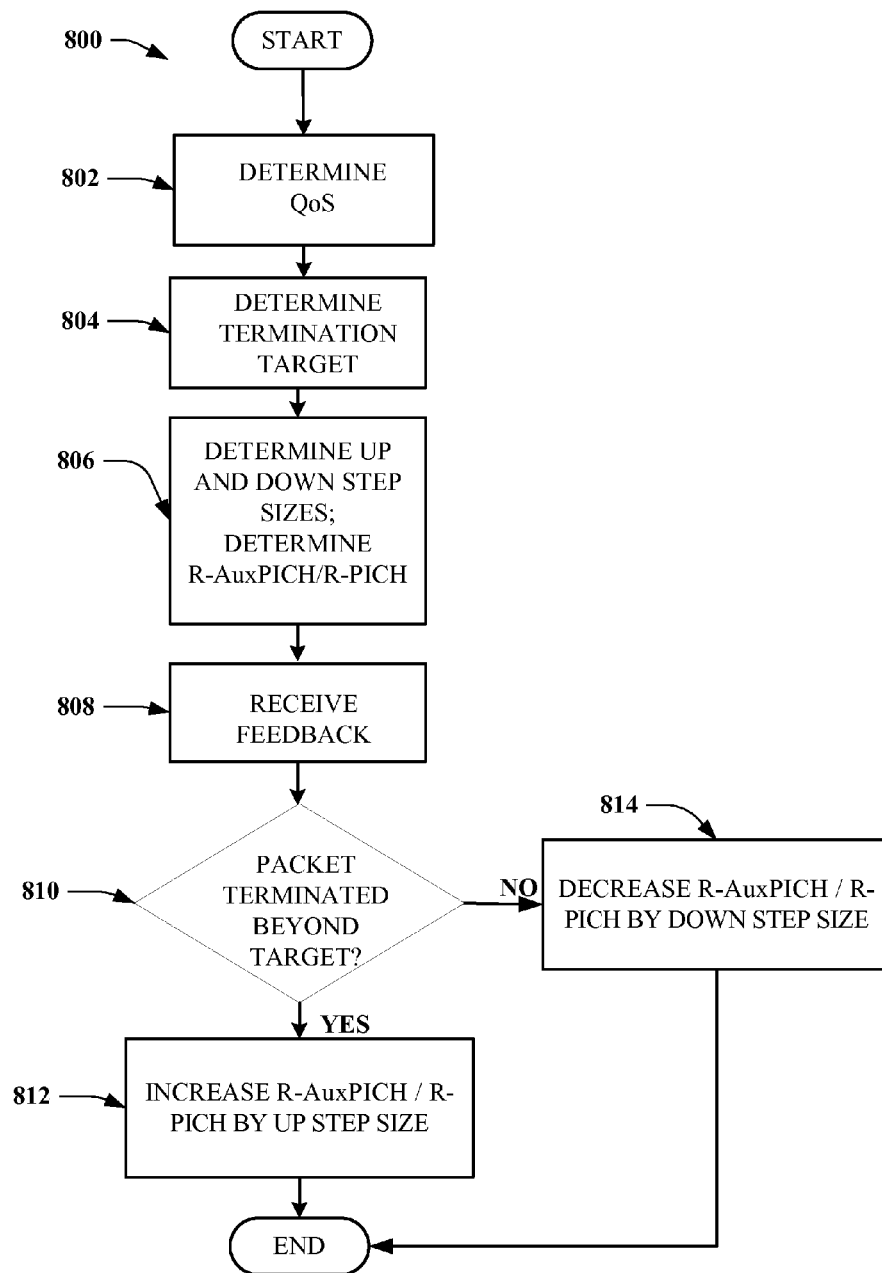 800
START
802
DETERMINE
QoS
804
DETERMINE
TERMINATION
TARGET
806
DETERMINE UP
AND DOWN STEP
SIZES;
DETERMINE
R-AuxPICH/R-PICH
808
RECEIVE
FEEDBACK
810
PACKET
TERMINATED
BEYOND
TARGET?
NO
814
DECREASE R-AuxPICH / R-
PICH BY DOWN STEP SIZE
YES
812
INCREASE R-AuxPICH / R-
PICH BY UP STEP SIZE
END